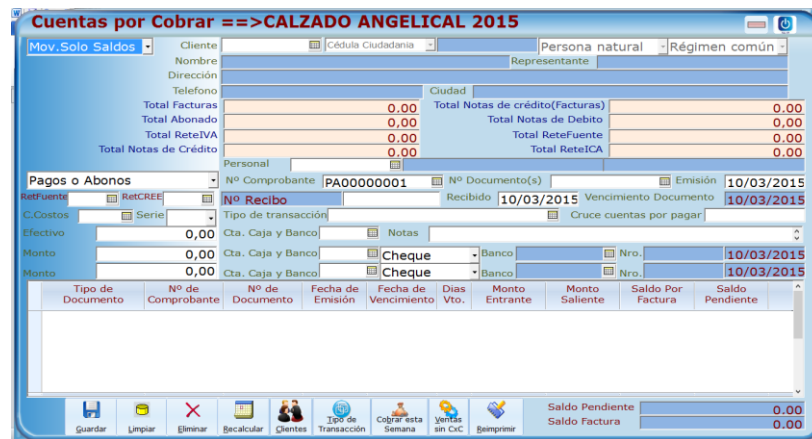 Cuentas por Cobrar ==>CALZADO ANGELICAL 2015
Mov.Solo Saldos Cliente Cédula Ciudadania Persona natural Régimen común
Nombre Representante
Dirección
Telefono Ciudad
Total Facturas 0.00 Total Notas de crédito(Facturas) 0.00
Total Abonado 0,00 Total Notas de Debito 0.00
Total ReteIVA 0,00 Total ReteFuente 0.00
Total Notas de Crédito 0,00 Total ReteICA 0.00
Personal
Pagos o Abonos Nº Comprobante PA00000001 Nº Documento(s) Emisión 10/03/2015
RetFuente RetCREE Nº Recibo Recibido 10/03/2015 Vencimiento Documento 10/03/2015
C.Costos Serie Tipo de transacción Cruce cuentas por pagar
Efectivo 0,00 Cta. Caja y Banco Notas
Monto 0,00 Cta. Caja y Banco Cheque Banco Nro. 10/03/2015
Monto 0,00 Cta. Caja y Banco Cheque Banco Nro. 10/03/2015
Tipo de Nº de Nº de Fecha de Fecha de Dias Monto Monto Saldo Por Saldo
Documento Comprobante Documento Emisión Vencimiento Vto. Entrante Saliente Factura Pendiente
Saldo Pendiente 0.00
Saldo Factura 0.00
Guardar Limpiar Eliminar Recalcular Clientes Tipo de Transacción Cobrar esta Semana Ventas sin CxC Reimprimir